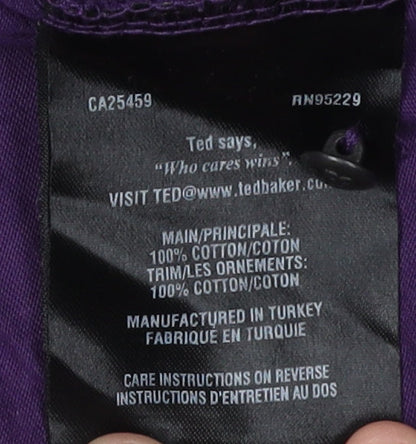 CA25459 RN95229
Ted says,
"Who cares wins".
VISIT TED@www.tedbaker.co
MAIN/PRINCIPALE:
100% COTTON/COTON
TRIM/LES ORNEMENTS:
100% COTTON/COTON
MANUFACTURED IN TURKEY
FABRIQUÉ EN TURQUIE
CARE INSTRUCTIONS ON REVERSE
INSTRUCTIONS D'ENTRETIEN AU DOS